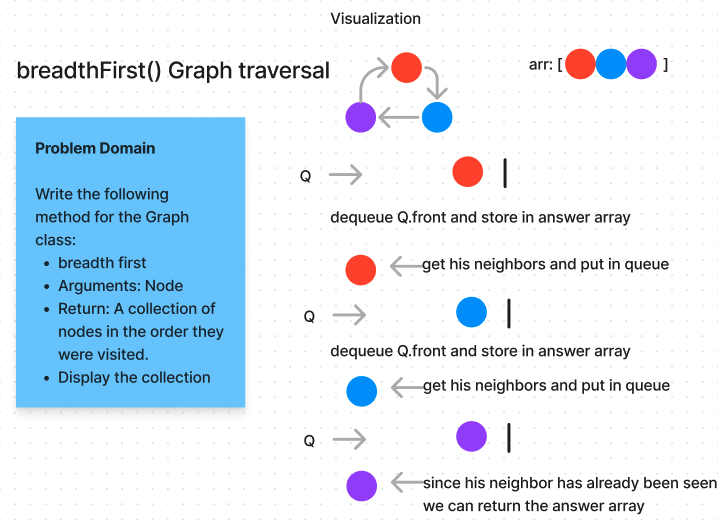 Visualization
breadthFirst() Graph traversal
arr: [ ]
Problem Domain
Write the following
method for the Graph
class:
• breadth first
• Arguments: Node
• Return: A collection of
nodes in the order they
were visited.
• Display the collection
Q
dequeue Q.front and store in answer array
get his neighbors and put in queue
Q
dequeue Q.front and store in answer array
get his neighbors and put in queue
Q
since his neighbor has already been seen
we can return the answer array